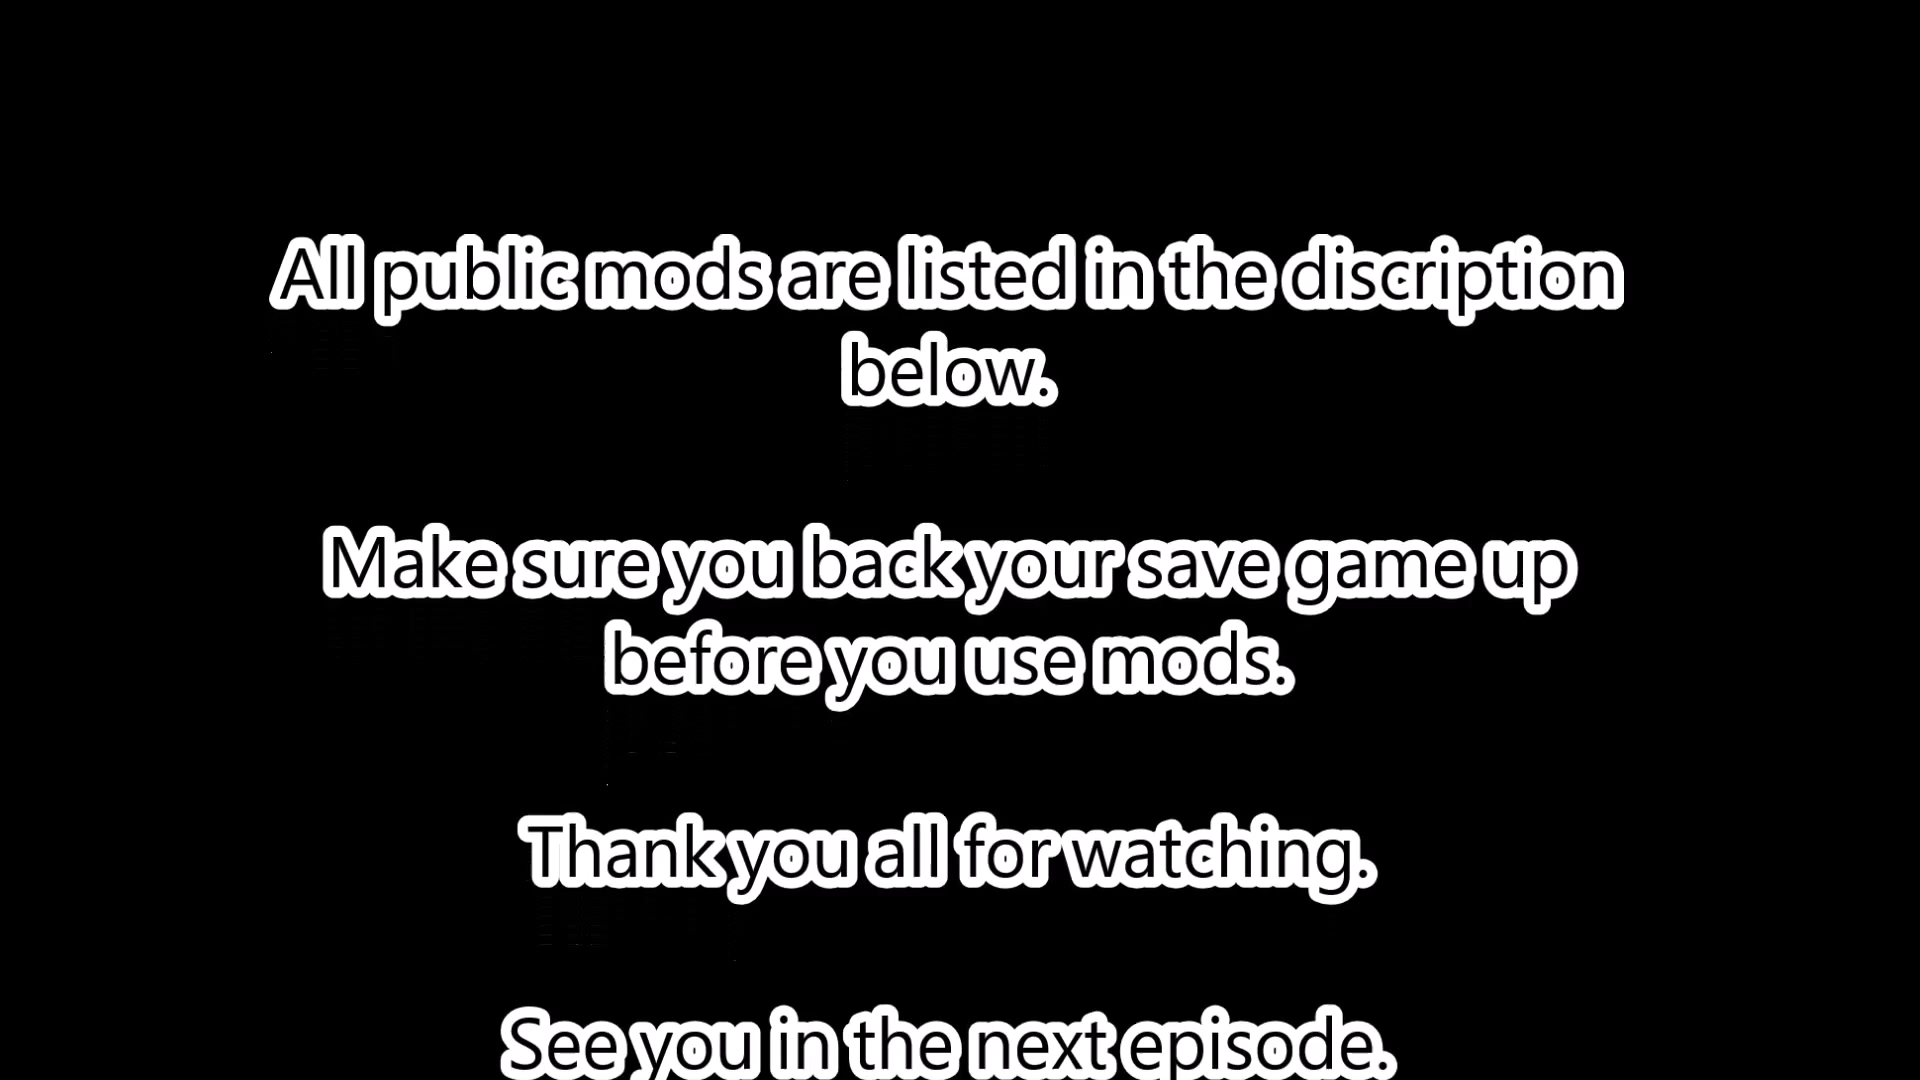 All public mods are listed in the discription
below.
Make sure you back your save game up
before you use mods.
Thank you all for watching.
See you in the next episode.